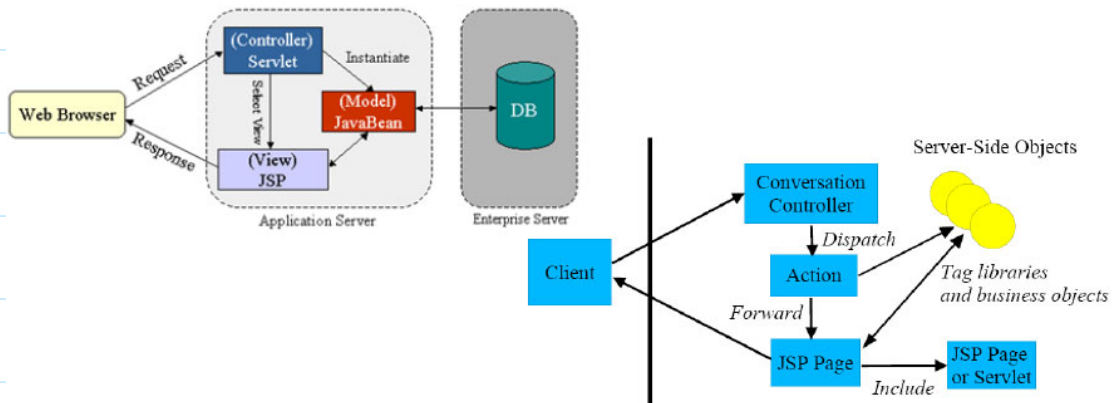 (Controller)
Servlet
Instantiate
Request
Select View
Web Browser
(Model)
JavaBean
DB
Response
(View)
JSP
Application Server
Enterprise Server
Server-Side Objects
Conversation
Controller
Dispatch
Client
Action
Tag libraries
and business objects
Forward
JSP Page
JSP Page
or Servlet
Include